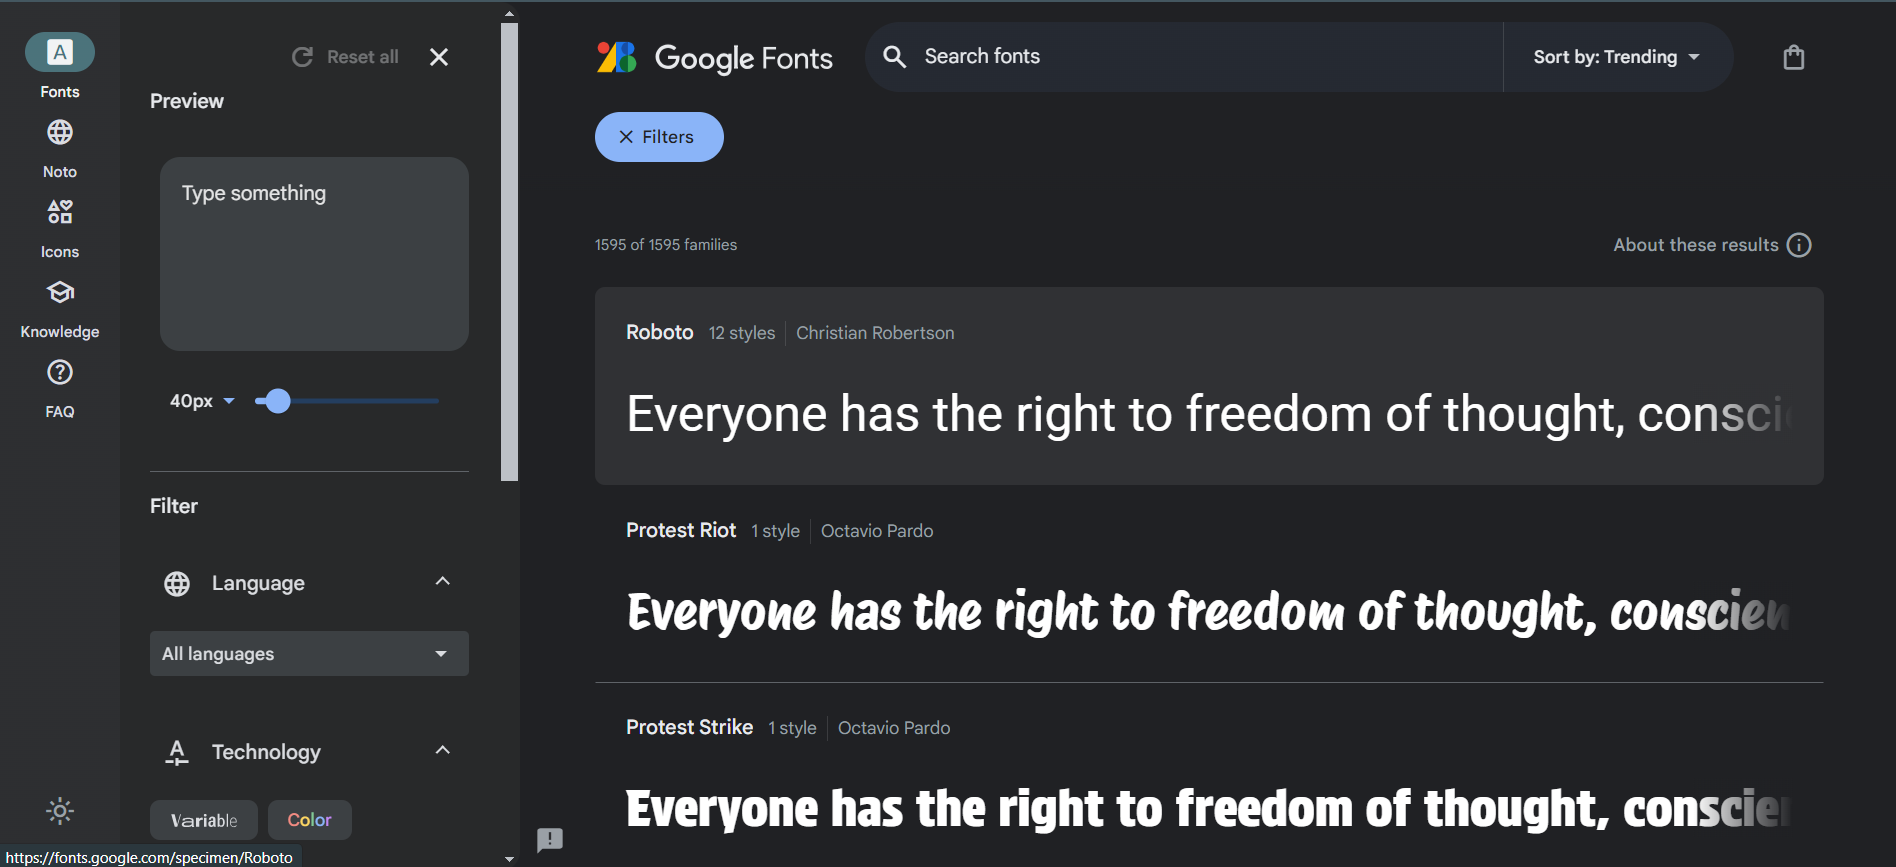 A
Fonts
Noto
Icons
Knowledge
FAQ
Reset all
Preview
Type something
40px
Filter
Language
All languages
Technology
Variable
Color
https://fonts.google.com/specimen/Roboto
Google Fonts
Search fonts
Sort by: Trending
Filters
1595 of 1595 families
About these results
Roboto 12 styles Christian Robertson
Everyone has the right to freedom of thought, consci
Protest Riot 1 style Octavio Pardo
Everyone has the right to freedom of thought, conscien
Protest Strike 1 style Octavio Pardo
Everyone has the right to freedom of thought, conscien